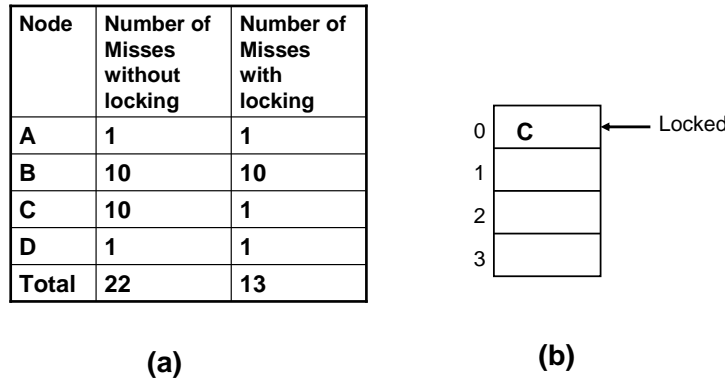 Node Number of Misses without locking Number of Misses with locking
A 1 1
B 10 10
C 10 1
D 1 1
Total 22 13
(a)
0 C Locked
1
2
3
(b)